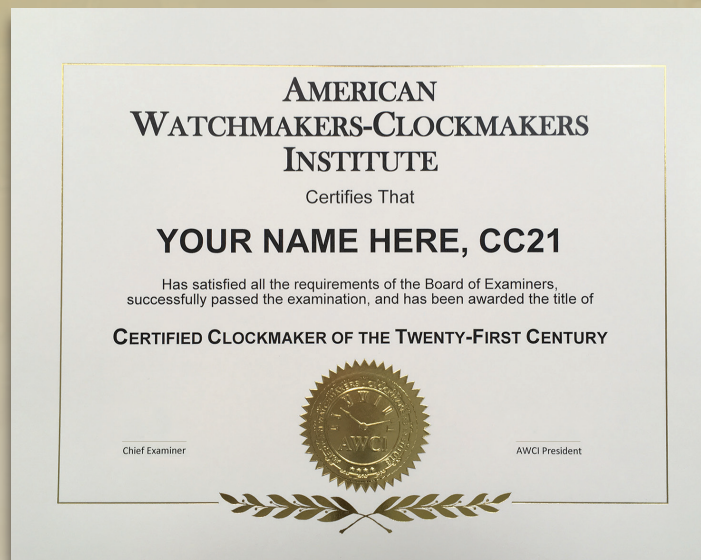 AMERICAN
WATCHMAKERS-CLOCKMAKERS
INSTITUTE
Certifies That
YOUR NAME HERE, CC21
Has satisfied all the requirements of the Board of Examiners,
successfully passed the examination, and has been awarded the title of
CERTIFIED CLOCKMAKER OF THE TWENTY-FIRST CENTURY
AWCI
Chief Examiner
AWCI President